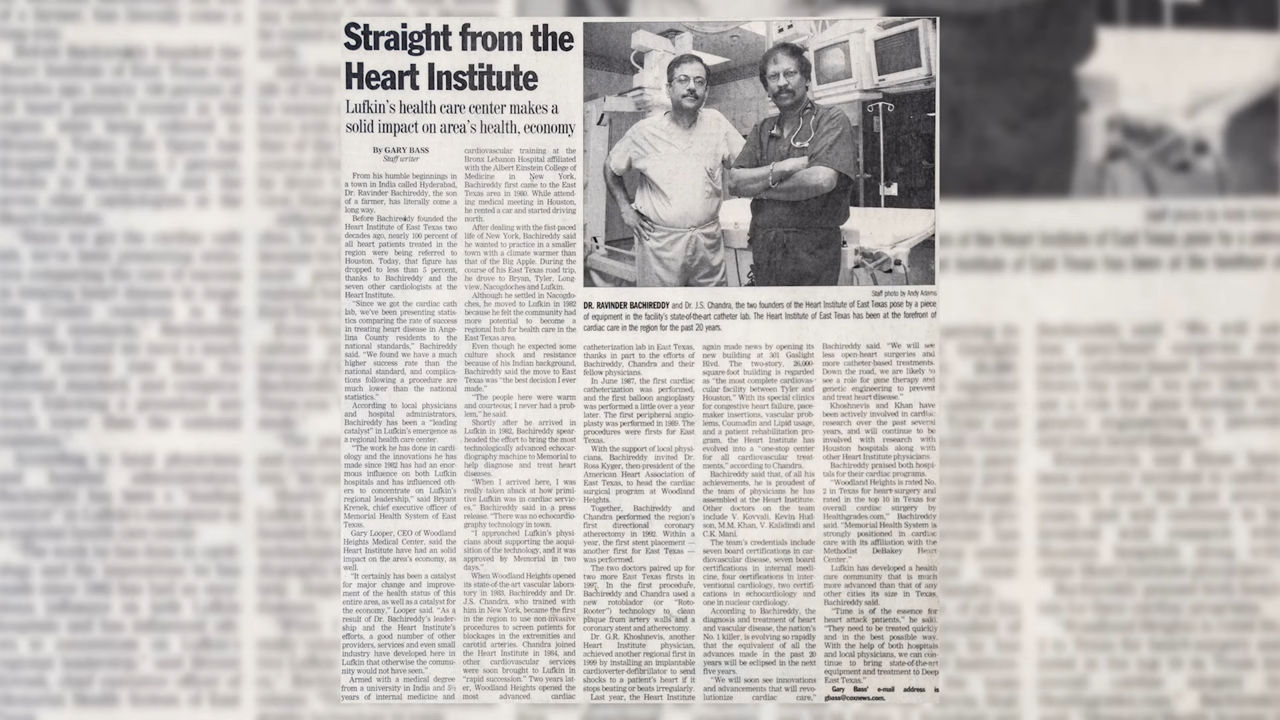 Straight from the
Heart Institute
Lufkin's health care center makes a
solid impact on area's health, economy
By GARY BASS
Staff writer
From his humble beginnings in
a town in India called Hyderabad,
Dr. Ravinder Bachireddy, the son
of a farmer, has literally come a
long way.
Before Bachireddy founded the
Heart Institute of East Texas two
decades ago, nearly 100 percent of
all heart patients treated in the
region were being referred to
Houston. Today, that figure has
dropped to less than 5 percent,
thanks to Bachireddy and the
seven other cardiologists at the
Heart Institute.
"Since we got the cardiac cath
lab, we've been presenting statis-
tics comparing the rate of success
in treating heart disease in Ange-
lina County residents to the
national standards," Bachireddy
said. "We found we have a much
higher success rate than the
national standard, and complica-
tions following a procedure are
much lower than the national
statistics."
According to local physicians
and hospital administrators,
Bachireddy has been a "leading
catalyst" in Lufkin's emergence as
a regional health care center.
"The work he has done in cardi-
ology and the innovations he has
made since 1982 has had an enor-
mous influence on both Lufkin
hospitals and has influenced oth-
ers to concentrate on Lufkin's
regional leadership," said Bryant
Krenek, chief executive officer of
Memorial Health System of East
Texas.
Gary Looper, CEO of Woodland
Heights Medical Center, said the
Heart Institute have had an solid
impact on the area's economy, as
well.
"It certainly has been a catalyst
for major change and improve-
ment of the health status of this
entire area, as well as a catalyst for
the economy," Looper said. "As a
result of Dr. Bachireddy's leader-
ship and the Heart Institute's
efforts, a good number of other
providers, services and even small
industry have developed here in
Lufkin that otherwise the commu-
nity would not have seen."
Armed with a medical degree
from a university in India and 5½
years of internal medicine and
cardiovascular training at the
Bronx Lebanon Hospital affiliated
with the Albert Einstein College of
Medicine in New York,
Bachireddy first came to the East
Texas area in 1980. While attend-
ing medical meeting in Houston,
he rented a car and started driving
north.
After dealing with the fast-paced
life of New York, Bachireddy said
he wanted to practice in a smaller
town with a climate warmer than
that of the Big Apple. During the
course of his East Texas road trip,
he drove to Bryan, Tyler, Long-
view, Nacogdoches and Lufkin.
Although he settled in Nacogdo-
ches, he moved to Lufkin in 1982
because he felt the community had
more potential to become a
regional hub for health care in the
East Texas area.
Even though he expected some
culture shock and resistance
because of his Indian background,
Bachireddy said the move to East
Texas was "the best decision I ever
made."
"The people here were warm
and courteous; I never had a prob-
lem," he said.
Shortly after he arrived in
Lufkin in 1982, Bachireddy spear-
headed the effort to bring the most
technologically advanced echocar-
diography machine to Memorial to
help diagnose and treat heart
diseases.
"When I arrived here, I was
really taken aback at how primi-
tive Lufkin was in cardiac servic-
es," Bachireddy said in a press
release. "There was no echocardio-
graphy technology in town.
"I approached Lufkin's physi-
cians about supporting the acqui-
sition of the technology, and it was
approved by Memorial in two
days."
When Woodland Heights opened
its state-of-the-art vascular labora-
tory in 1983, Bachireddy and Dr.
J.S. Chandra, who trained with
him in New York, became the first
in the region to use non-invasive
procedures to screen patients for
blockages in the extremities and
carotid arteries. Chandra joined
the Heart Institute in 1984, and
other cardiovascular services
were soon brought to Lufkin in
"rapid succession." Two years lat-
er, Woodland Heights opened the
most advanced cardiac
Staff photo by Andy Adams
DR. RAVINDER BACHIREDDY and Dr. J.S. Chandra, the two founders of the Heart Institute of East Texas pose by a piece
of equipment in the facility's state-of-the-art catheter lab. The Heart Institute of East Texas has been at the forefront of
cardiac care in the region for the past 20 years.
catheterization lab in East Texas,
thanks in part to the efforts of
Bachireddy, Chandra and their
fellow physicians.
In June 1987, the first cardiac
catheterization was performed,
and the first balloon angioplasty
was performed a little over a year
later. The first peripheral angio-
plasty was performed in 1989. The
procedures were firsts for East
Texas.
With the support of local physi-
cians, Bachireddy invited Dr.
Ross Kyger, then-president of the
American Heart Association of
East Texas, to head the cardiac
surgical program at Woodland
Heights.
Together, Bachireddy and
Chandra performed the region's
first directional coronary
atherectomy in 1992. Within a
year, the first stent placement —
another first for East Texas —
was performed.
The two doctors paired up for
two more East Texas firsts in
1997. In the first procedure,
Bachireddy and Chandra used a
new rotoblador (or "Roto-
Rooter") technology to clean
plaque from artery walls and a
coronary stent and atherectomy.
Dr. G.R. Khoshnevis, another
Heart Institute physician,
achieved another regional first in
1999 by installing an implantable
cardioverter-defibrillator to send
shocks to a patient's heart if it
stops beating or beats irregularly.
Last year, the Heart Institute
again made news by opening its
new building at 301 Gaslight
Blvd. The two-story, 26,000-
square-foot building is regarded
as "the most complete cardiovas-
cular facility between Tyler and
Houston." With its special clinics
for congestive heart failure, pace-
maker insertions, vascular prob-
lems, Coumadin and Lipid usage,
and a patient rehabilitation pro-
gram, the Heart Institute has
evolved into a "one-stop center
for all cardiovascular treat-
ments," according to Chandra.
Bachireddy said that, of all his
achievements, he is proudest of
the team of physicians he has
assembled at the Heart Institute.
Other doctors on the team
include V. Kovvali, Kevin Hud-
son, M.M. Khan, V. Kalidindi and
C.K. Mani.
The team's credentials include
seven board certifications in car-
diovascular disease, seven board
certifications in internal medi-
cine, four certifications in inter-
ventional cardiology, two certifi-
cations in echocardiology and
one in nuclear cardiology.
According to Bachireddy, the
diagnosis and treatment of heart
and vascular disease, the nation's
No. 1 killer, is evolving so rapidly
that the equivalent of all the
advances made in the past 20
years will be eclipsed in the next
five years.
"We will soon see innovations
and advancements that will revo-
lutionize cardiac care,"
Bachireddy said. "We will see
less open-heart surgeries and
more catheter-based treatments.
Down the road, we are likely to
see a role for gene therapy and
genetic engineering to prevent
and treat heart disease."
Khoshnevis and Khan have
been actively involved in cardiac
research over the past several
years, and will continue to be
involved with research with
Houston hospitals along with
other Heart Institute physicians.
Bachireddy praised both hospi-
tals for their cardiac programs.
"Woodland Heights is rated No.
2 in Texas for heart surgery and
rated in the top 10 in Texas for
overall cardiac surgery by
Healthgrades.com," Bachireddy
said. "Memorial Health System is
strongly positioned in cardiac
care with its affiliation with the
Methodist DeBakey Heart
Center."
Lufkin has developed a health
care community that is much
more advanced than that of any
other cities its size in Texas,
Bachireddy said.
"Time is of the essence for
heart attack patients," he said.
"They need to be treated quickly
and in the best possible way.
With the help of both hospitals
and local physicians, we can con-
tinue to bring state-of-the-art
equipment and treatment to Deep
East Texas."
Gary Bass' e-mail address is
gbass@coxnews.com.